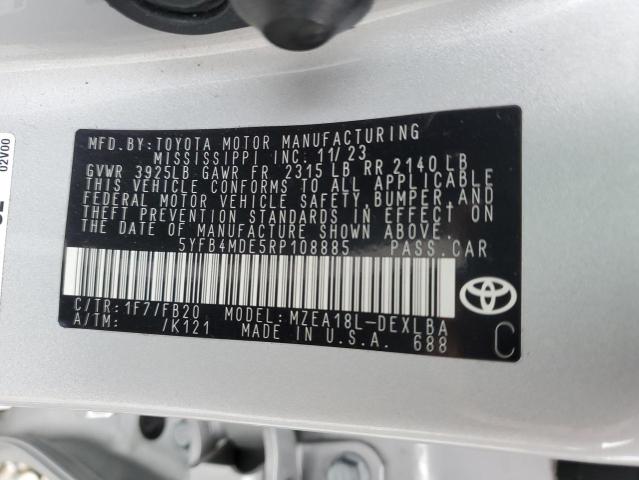 MFD. BY: TOYOTA MOTOR MANUFACTURING
MISSISSIPPI INC. 11/23
GVWR 3925LB GAWR FR 2315 LB RR 2140 LB
THIS VEHICLE CONFORMS TO ALL APPLICABLE
FEDERAL MOTOR VEHICLE SAFETY, BUMPER, AND
THEFT PREVENTION STANDARDS IN EFFECT ON
THE DATE OF MANUFACTURE SHOWN ABOVE.
5YFB4MDE5RP108885 PASS. CAR
C/TR: 1F7/FB20 MODEL: MZEA18L-DEXLBA
A/TM: /K121 MADE IN U.S.A. 688
C
02V00